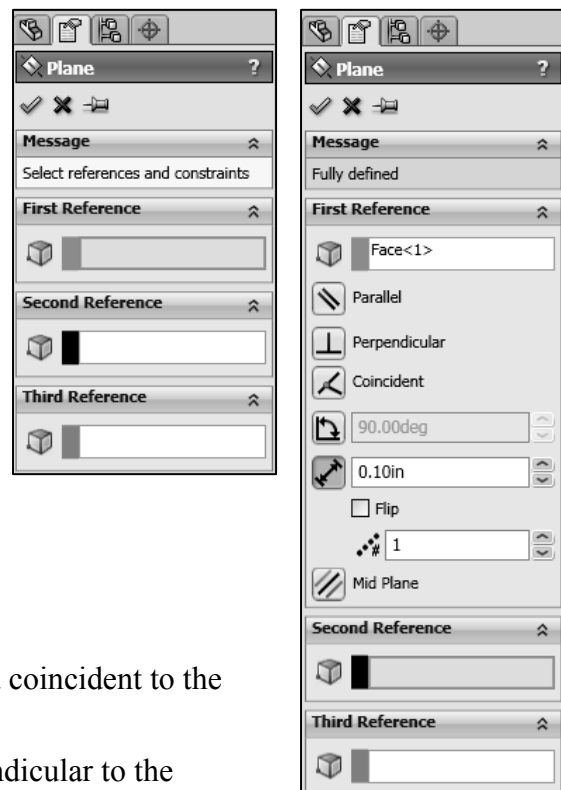 Plane ?
Message
Select references and constraints
First Reference
Second Reference
Third Reference
Plane ?
Message
Fully defined
First Reference
Face<1>
Parallel
Perpendicular
Coincident
90.00deg
0.10in
Flip
# 1
Mid Plane
Second Reference
Third Reference
coincident to the
ndicular to the